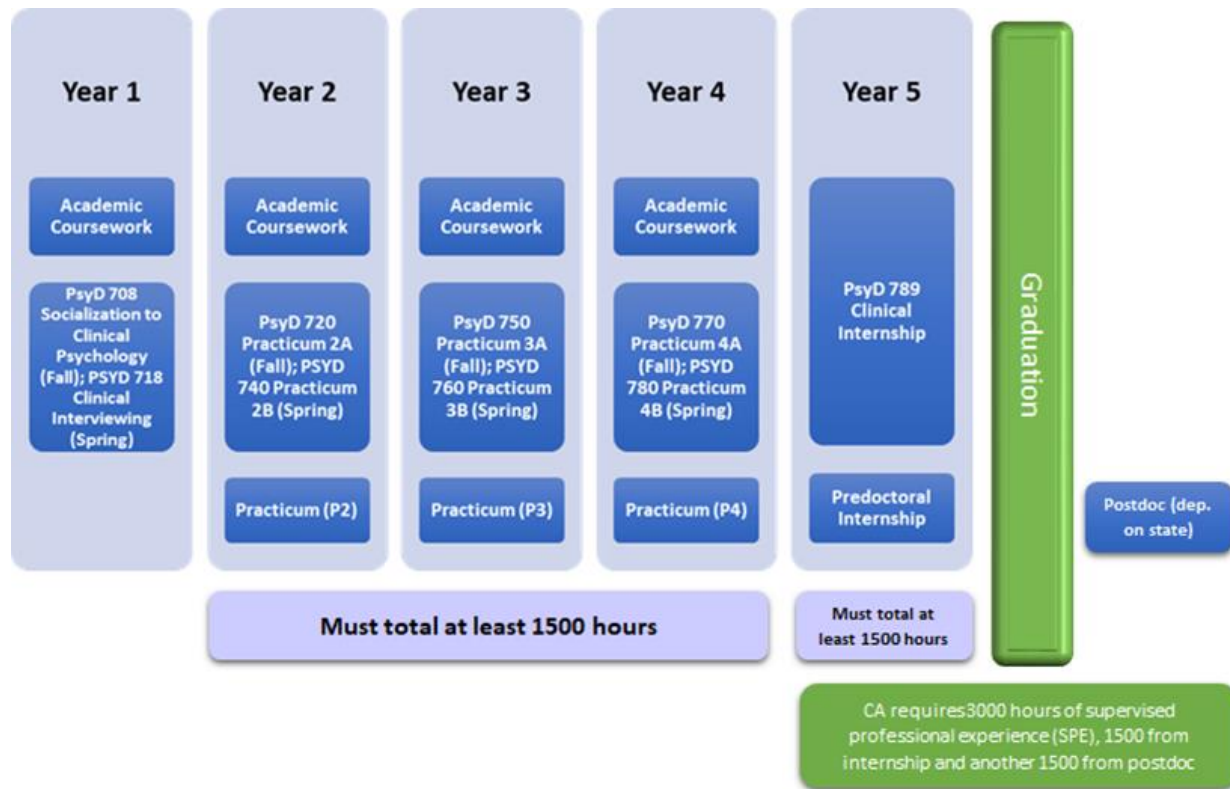 Year 1
Academic
Coursework
PsyD 708
Socialization to
Clinical
Psychology
(Fall); PSYD 718
Clinical
Interviewing
(Spring)
Year 2
Academic
Coursework
PsyD 720
Practicum 2A
(Fall); PSYD
740 Practicum
2B (Spring)
Practicum (P2)
Year 3
Academic
Coursework
PsyD 750
Practicum 3A
(Fall); PSYD
760 Practicum
3B (Spring)
Practicum (P3)
Year 4
Academic
Coursework
PsyD 770
Practicum 4A
(Fall); PSYD
780 Practicum
4B (Spring)
Practicum (P4)
Must total at least 1500 hours
Year 5
PsyD 789
Clinical
Internship
Predoctoral
Internship
Must total at
least 1500 hours
Graduation
Postdoc (dep.
on state)
CA requires3000 hours of supervised
professional experience (SPE), 1500 from
internship and another 1500 from postdoc